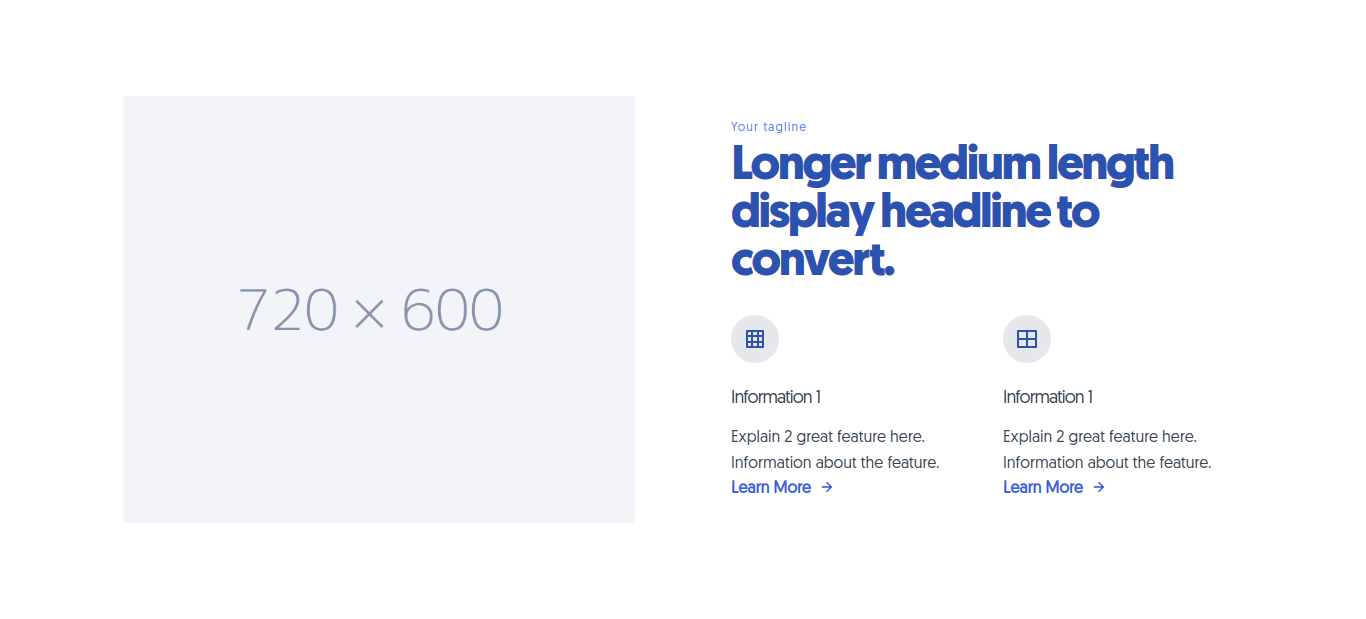 720 × 600
Your tagline
Longer medium length
display headline to
convert.
Information 1
Explain 2 great feature here.
Information about the feature.
Learn More →
Information 1
Explain 2 great feature here.
Information about the feature.
Learn More →